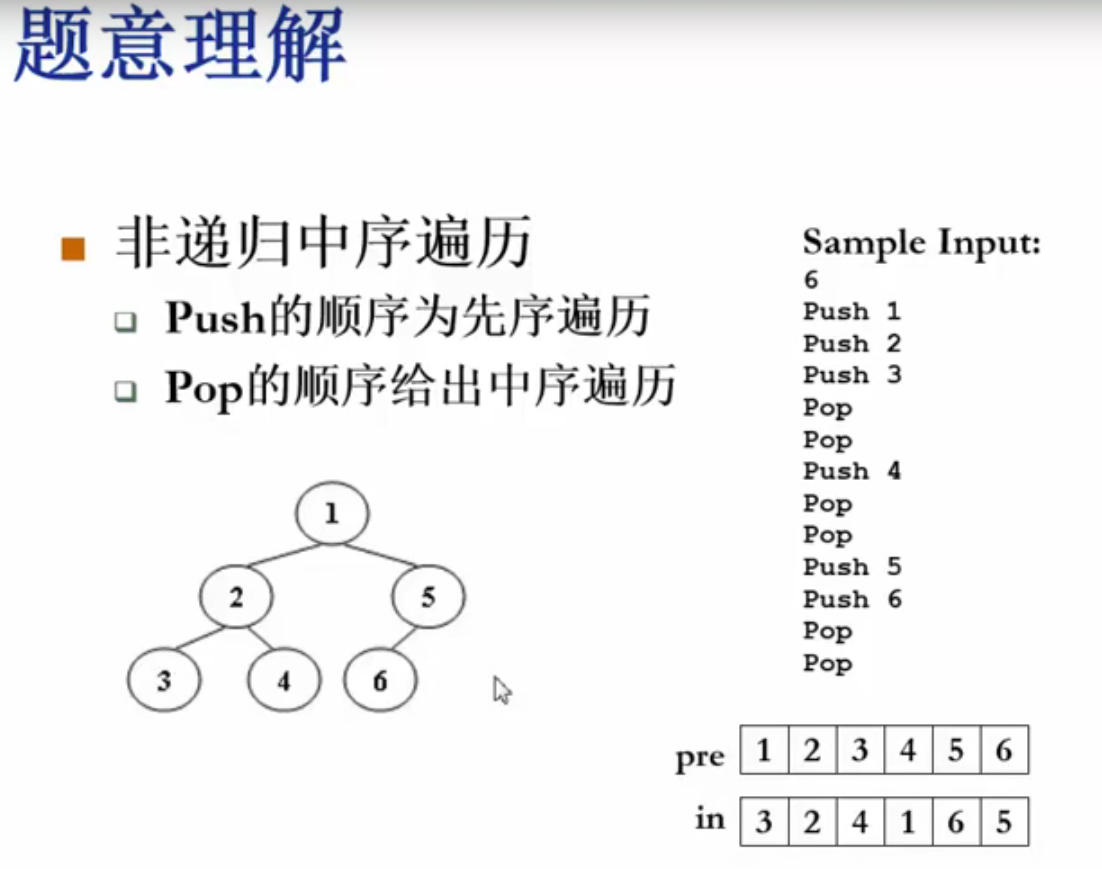 题意理解
非递归中序遍历
Push的顺序为先序遍历
Pop的顺序给出中序遍历
Sample Input:
6
Push 1
Push 2
Push 3
Pop
Pop
Push 4
Pop
Pop
Push 5
Push 6
Pop
Pop
1
2 5
3 4 6
pre 1 2 3 4 5 6
in 3 2 4 1 6 5